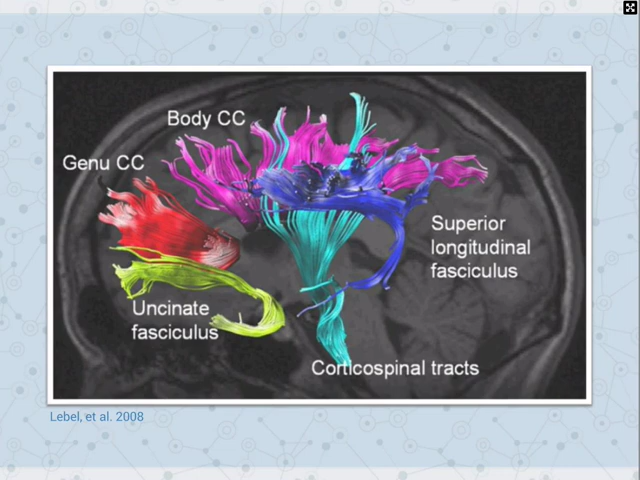 Body CC
Genu CC
Superior
longitudinal
fasciculus
Uncinate
fasciculus
Corticospinal tracts
Lebel, et al. 2008